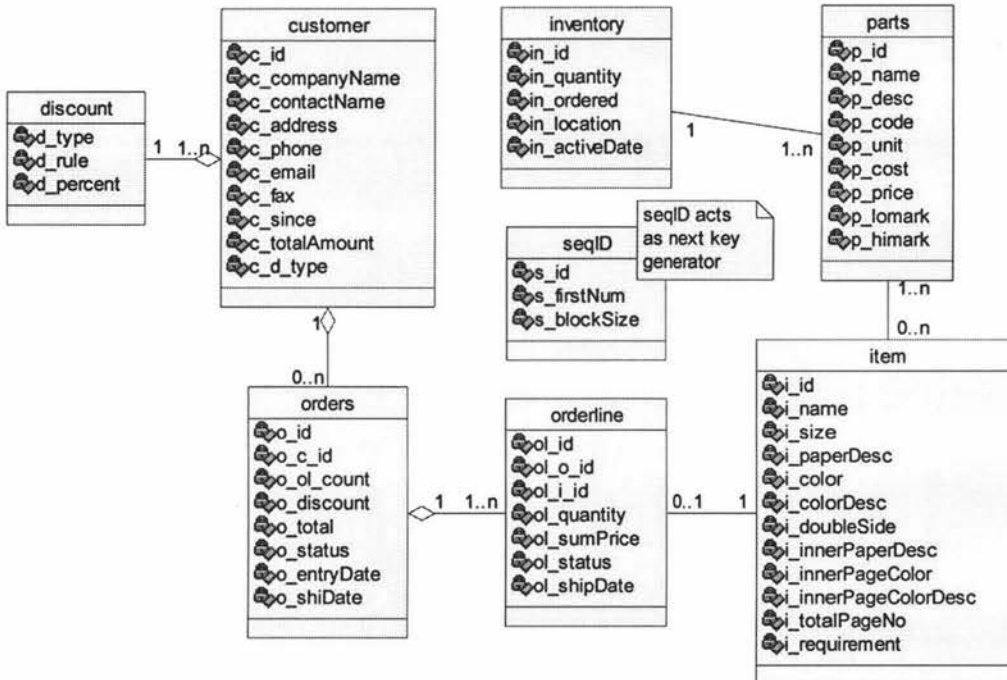 customer
c_id
c_companyName
c_contactName
c_address
c_phone
c_email
c_fax
c_since
c_totalAmount
c_d_type
inventory
in_id
in_quantity
in_ordered
in_location
in_activeDate
parts
p_id
p_name
p_desc
p_code
p_unit
p_cost
p_price
p_lomark
p_himark
discount
d_type
d_rule
d_percent
1 1..n
1
1..n
seqID
s_id
s_firstNum
s_blockSize
seqID acts
as next key
generator
1..n
0..n
1
0..n
orders
o_id
o_c_id
o_ol_count
o_discount
o_total
o_status
o_entryDate
o_shiDate
1 1..n
orderline
ol_id
ol_o_id
ol_i_id
ol_quantity
ol_sumPrice
ol_status
ol_shipDate
0..1 1
item
i_id
i_name
i_size
i_paperDesc
i_color
i_colorDesc
i_doubleSide
i_innerPaperDesc
i_innerPageColor
i_innerPageColorDesc
i_totalPageNo
i_requirement